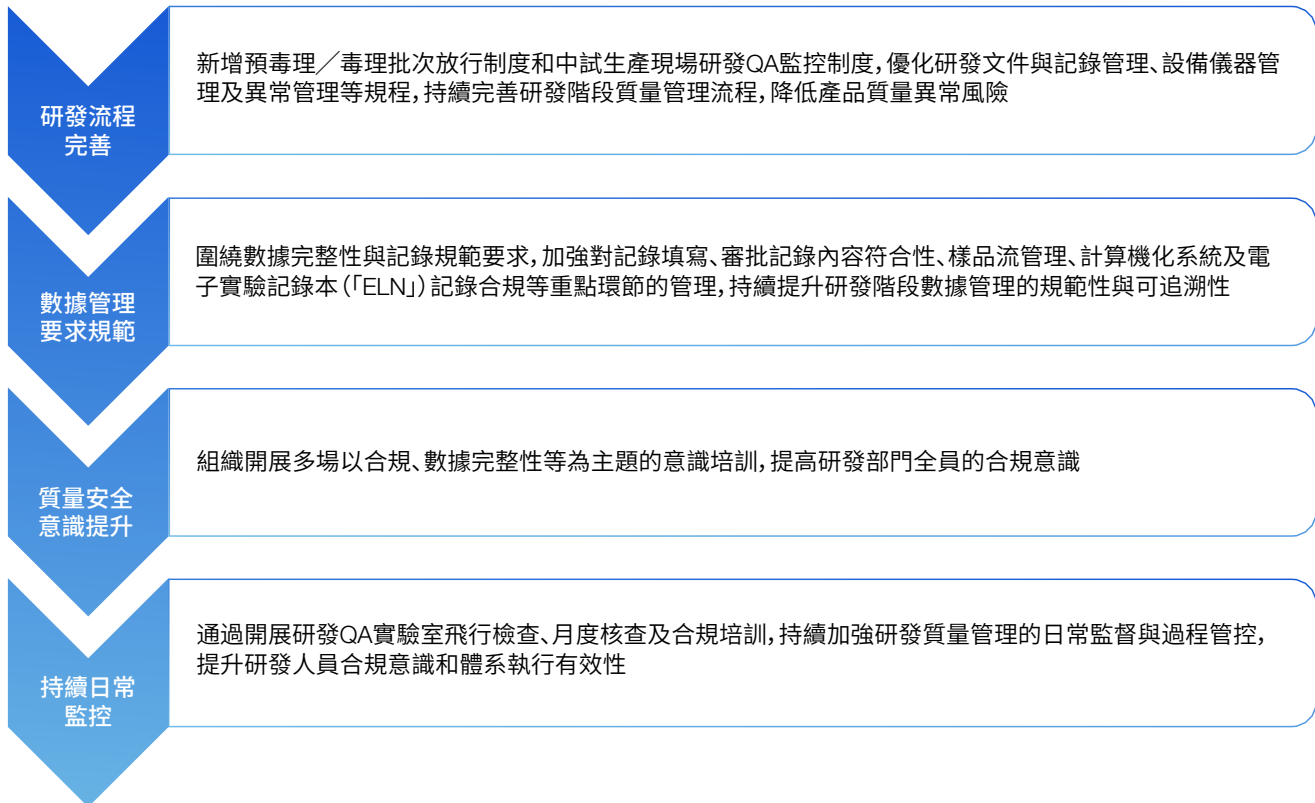 研發流程
完善
新增預毒理／毒理批次放行制度和中試生產現場研發QA監控制度，優化研發文件與記錄管理、設備儀器管
理及異常管理等規程，持續完善研發階段質量管理流程，降低產品質量異常風險
數據管理
要求規範
圍繞數據完整性與記錄規範要求，加強對記錄填寫、審批記錄內容符合性、樣品流管理、計算機化系統及電
子實驗記錄本（「ELN」）記錄合規等重點環節的管理，持續提升研發階段數據管理的規範性與可追溯性
質量安全
意識提升
組織開展多場以合規、數據完整性等為主題的意識培訓，提高研發部門全員的合規意識
持續日常
監控
通過開展研發QA實驗室飛行檢查、月度核查及合規培訓，持續加強研發質量管理的日常監督與過程管控，
提升研發人員合規意識和體系執行有效性